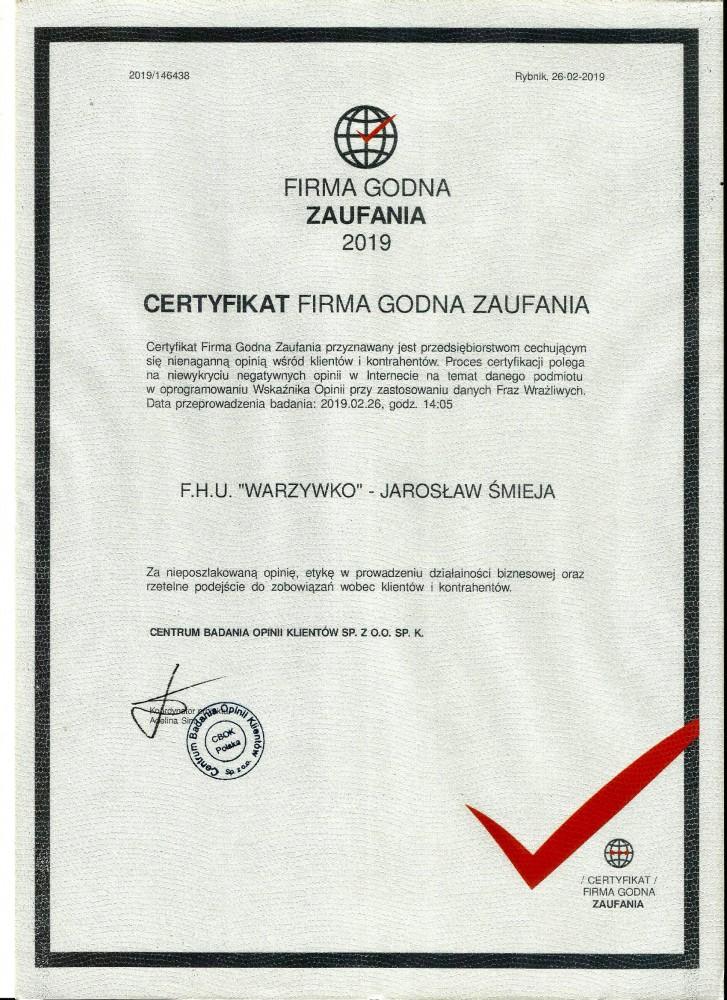 2019/146438
Rybnik, 26-02-2019
FIRMA GODNA
ZAUFANIA
2019
CERTYFIKAT FIRMA GODNA ZAUFANIA
Certyfikat Firma Godna Zaufania przyznawany jest przedsiębiorstwom cechującym
się nienaganną opinią wśród klientów i kontrahentów. Proces certyfikacji polega
na niewykryciu negatywnych opinii w Internecie na temat danego podmiotu
w oprogramowaniu Wskaźnika Opinii przy zastosowaniu danych Fraz Wrażliwych.
Data przeprowadzenia badania: 2019.02.26, godz. 14:05
F.H.U. "WARZYWKO" - JAROSŁAW ŚMIEJA
Za nieposzlakowaną opinię, etykę w prowadzeniu działalności biznesowej oraz
rzetelne podejście do zobowiązań wobec klientów i kontrahentów.
CENTRUM BADANIA OPINII KLIENTÓW SP. Z O.O. SP. K.
Koordynator
Adelina
Centrum Badania Opinii Klientów
Sp. z o.o.
CBOK
Polska
/ CERTYFIKAT /
FIRMA GODNA
ZAUFANIA